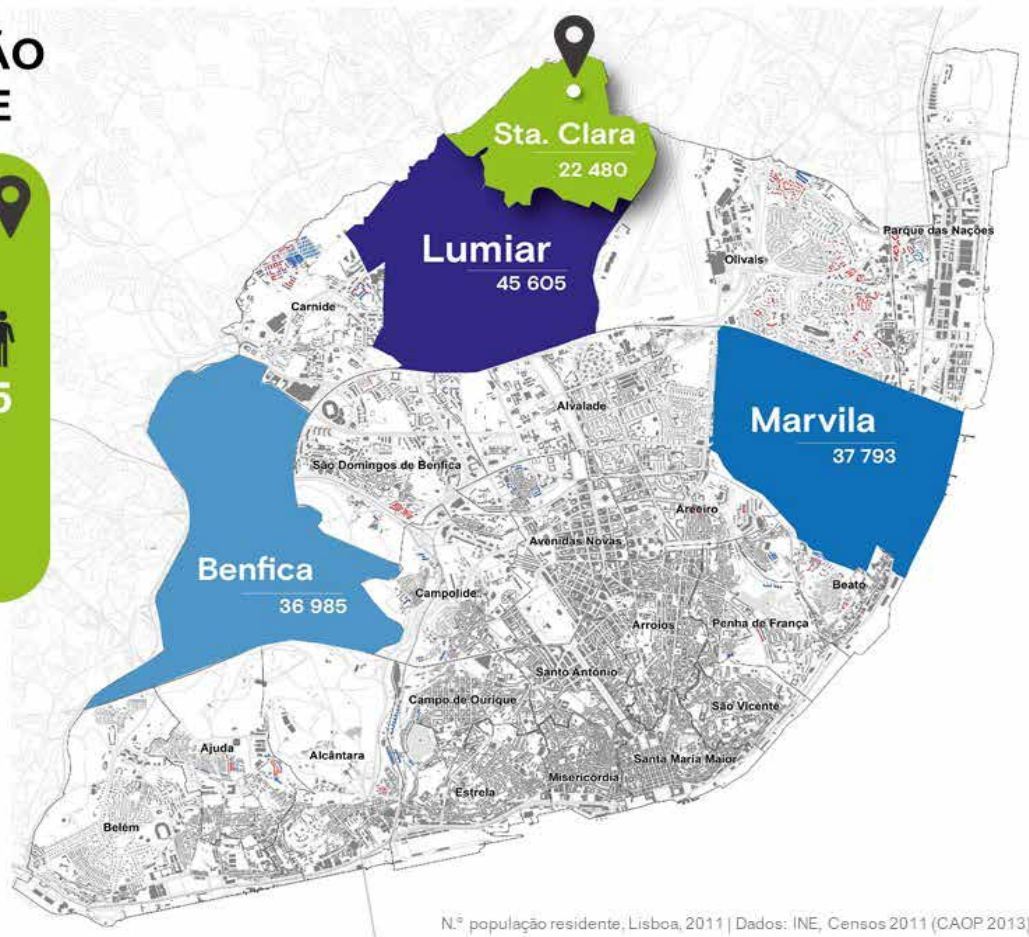 ÃO
E
5
Sta. Clara
22 480
Lumiar
45 605
Parque das Nações
Olivais
Carnide
Alvalade
Marvila
37 793
São Domingos de Benfica
Areeiro
Avenidas Novas
Benfica
36 985
Beato
Campolide
Arroios
Penha de França
Santo António
Campo de Ourique
São Vicente
Ajuda
Alcântara
Santa Maria Maior
Misericórdia
Estrela
Belém
N.º população residente, Lisboa, 2011 | Dados: INE, Censos 2011 (CAOP 2013)